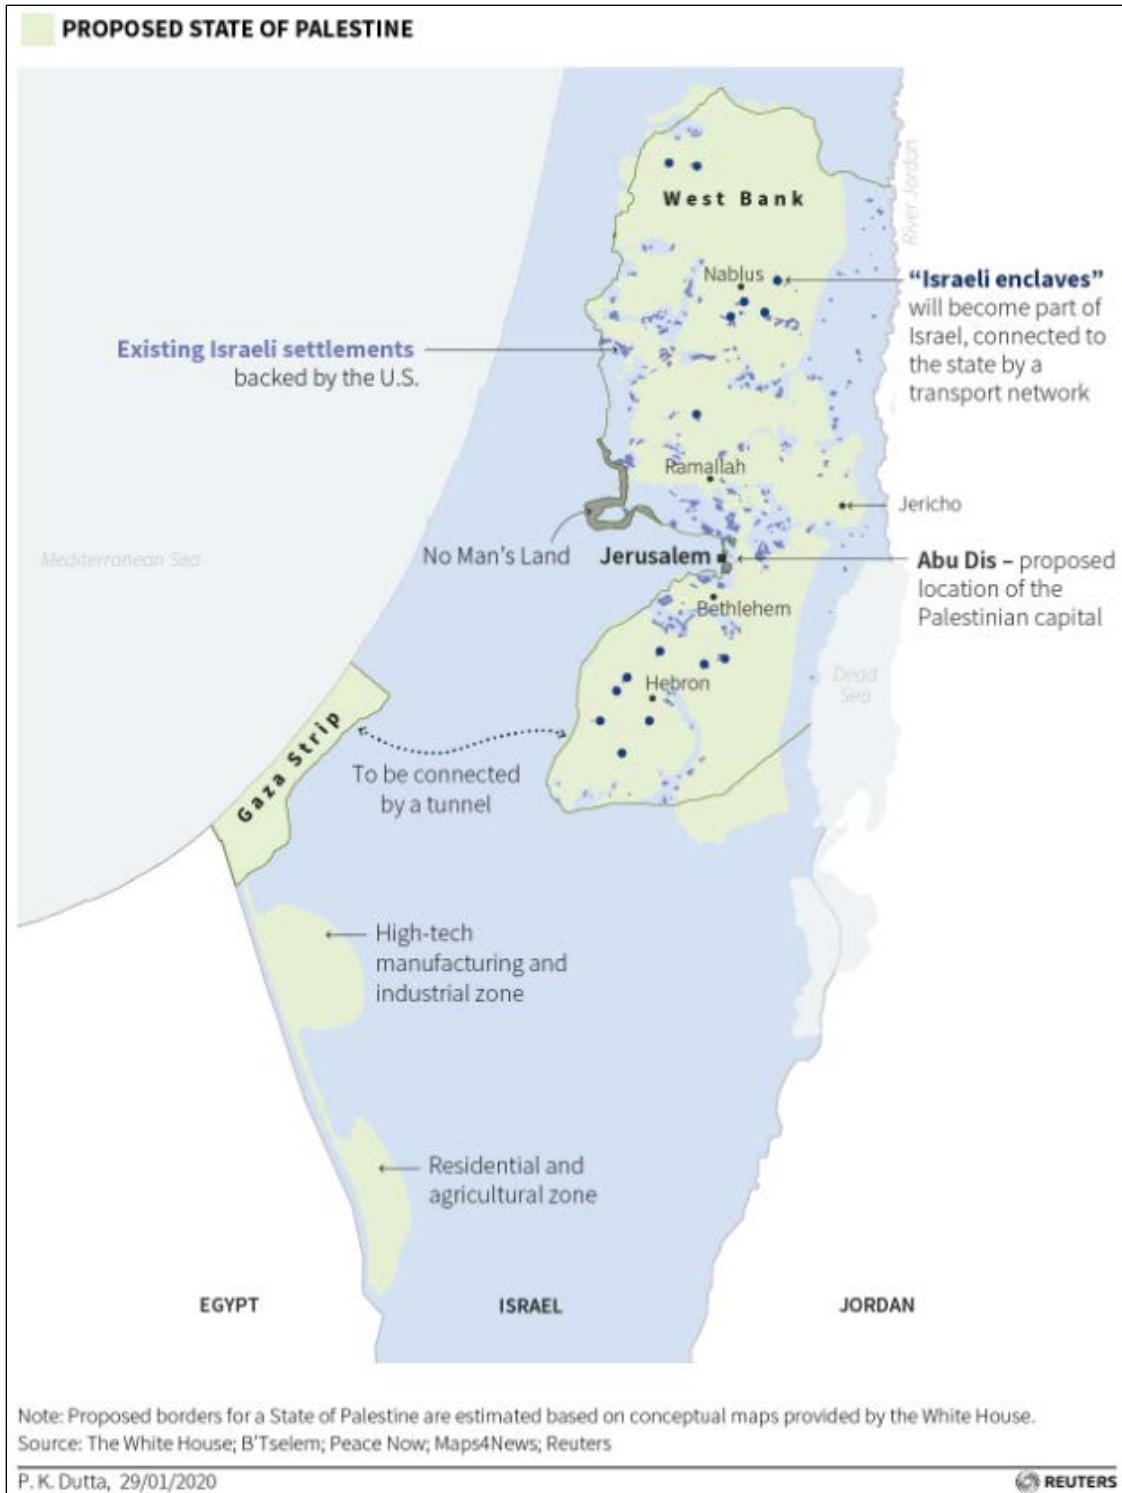 PROPOSED STATE OF PALESTINE
River Jordan
West Bank
Nablus
“Israeli enclaves”
will become part of
Israel, connected to
the state by a
transport network
Existing Israeli settlements
backed by the U.S.
Ramallah
Jericho
Mediterranean Sea
No Man’s Land
Jerusalem
Abu Dis – proposed
location of the
Palestinian capital
Bethlehem
Dead
Sea
Hebron
Gaza Strip
To be connected
by a tunnel
High-tech
manufacturing and
industrial zone
Residential and
agricultural zone
EGYPT
ISRAEL
JORDAN
Note: Proposed borders for a State of Palestine are estimated based on conceptual maps provided by the White House.
Source: The White House; B’Tselem; Peace Now; Maps4News; Reuters
P. K. Dutta, 29/01/2020
REUTERS